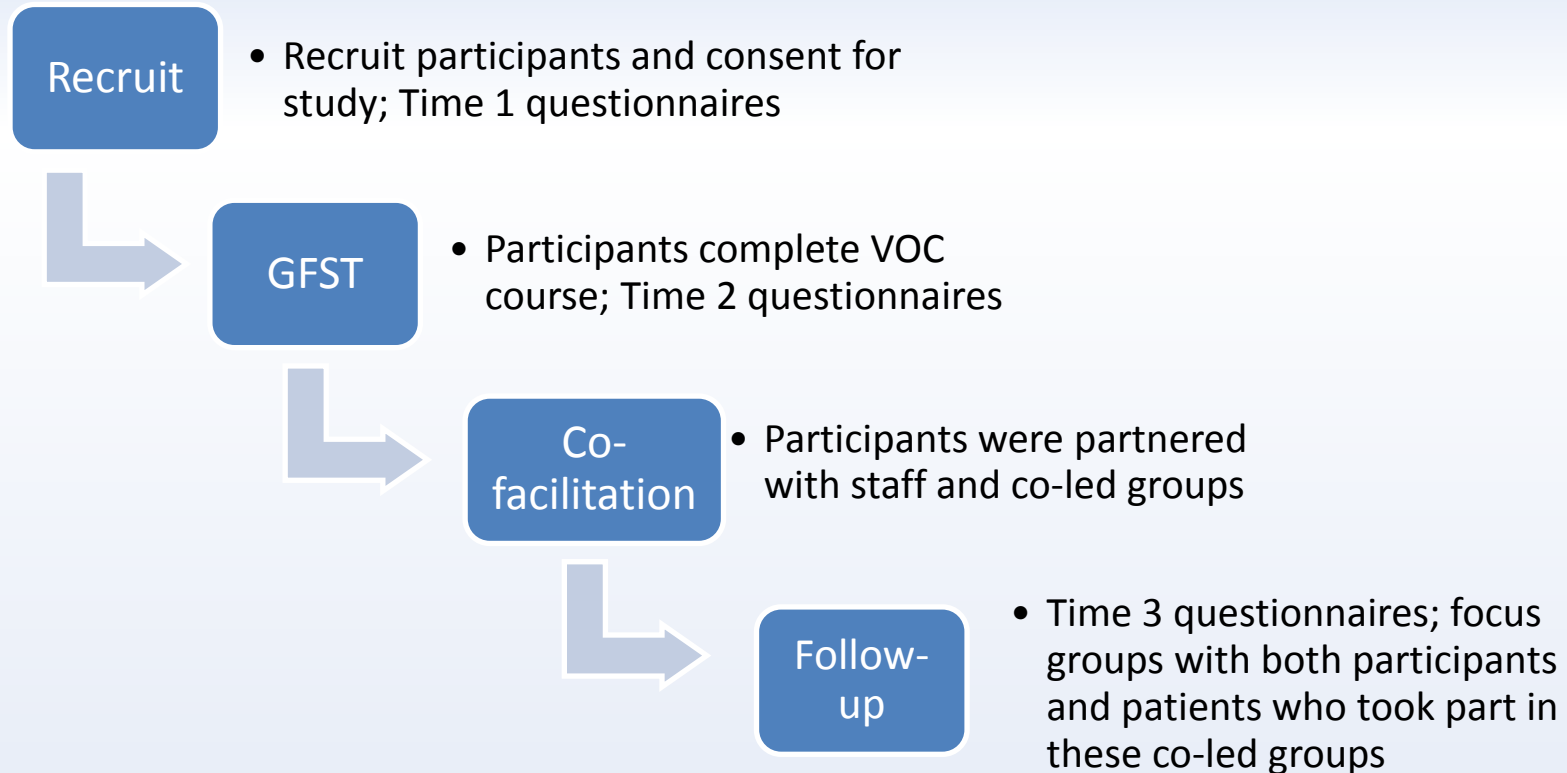 Recruit
• Recruit participants and consent for
study; Time 1 questionnaires
GFST
• Participants complete VOC
course; Time 2 questionnaires
Co-
facilitation
• Participants were partnered
with staff and co-led groups
Follow-
up
• Time 3 questionnaires; focus
groups with both participants
and patients who took part in
these co-led groups